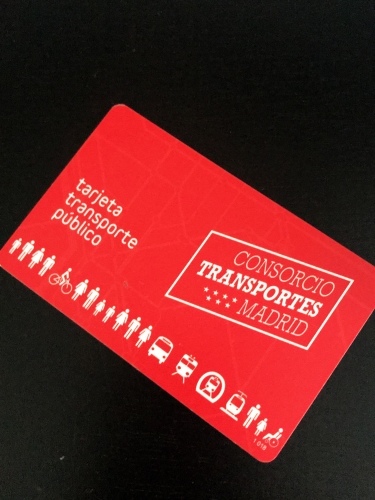 tarjeta
transporte
público
CONSORCIO
TRANSPORTES
MADRID